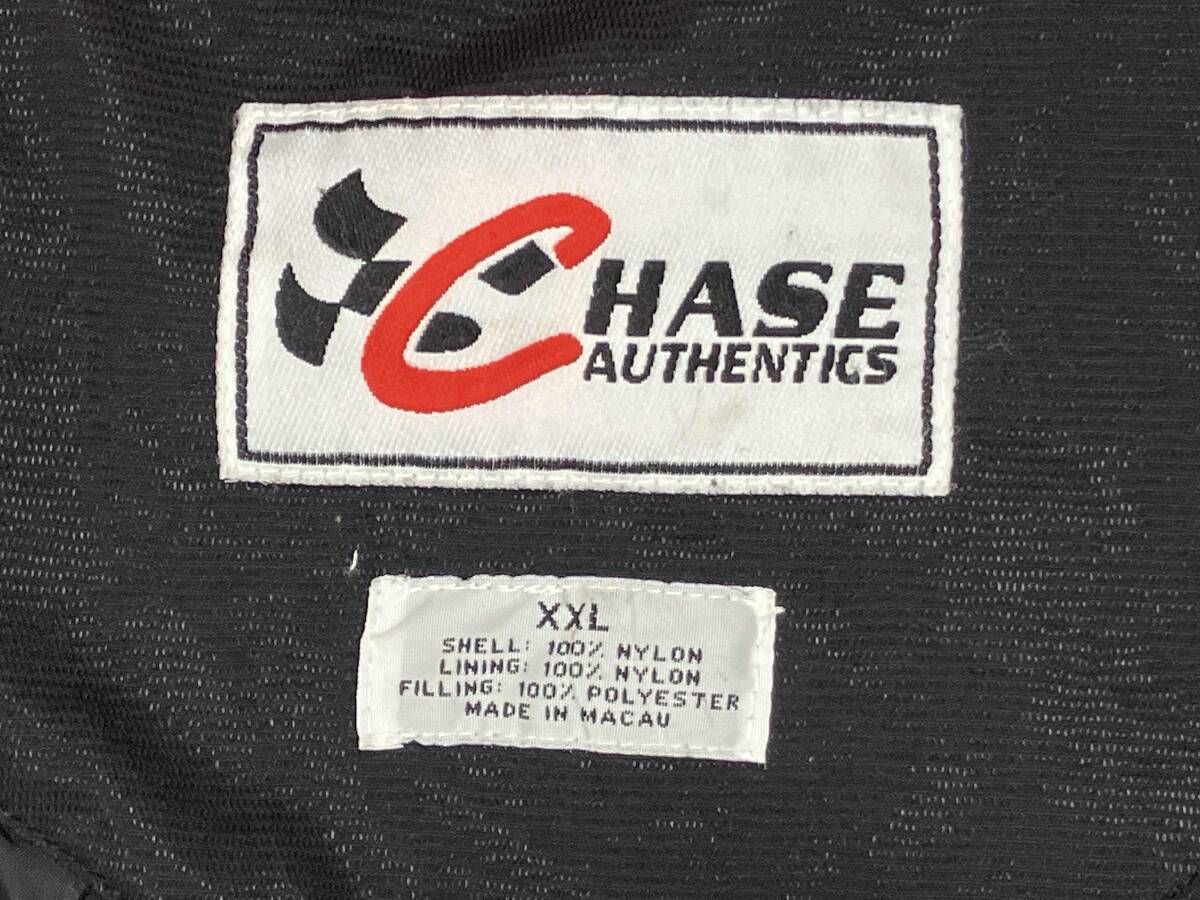 CHASE
AUTHENTICS
XXL
SHELL: 100% NYLON
LINING: 100% NYLON
FILLING: 100% POLYESTER
MADE IN MACAU